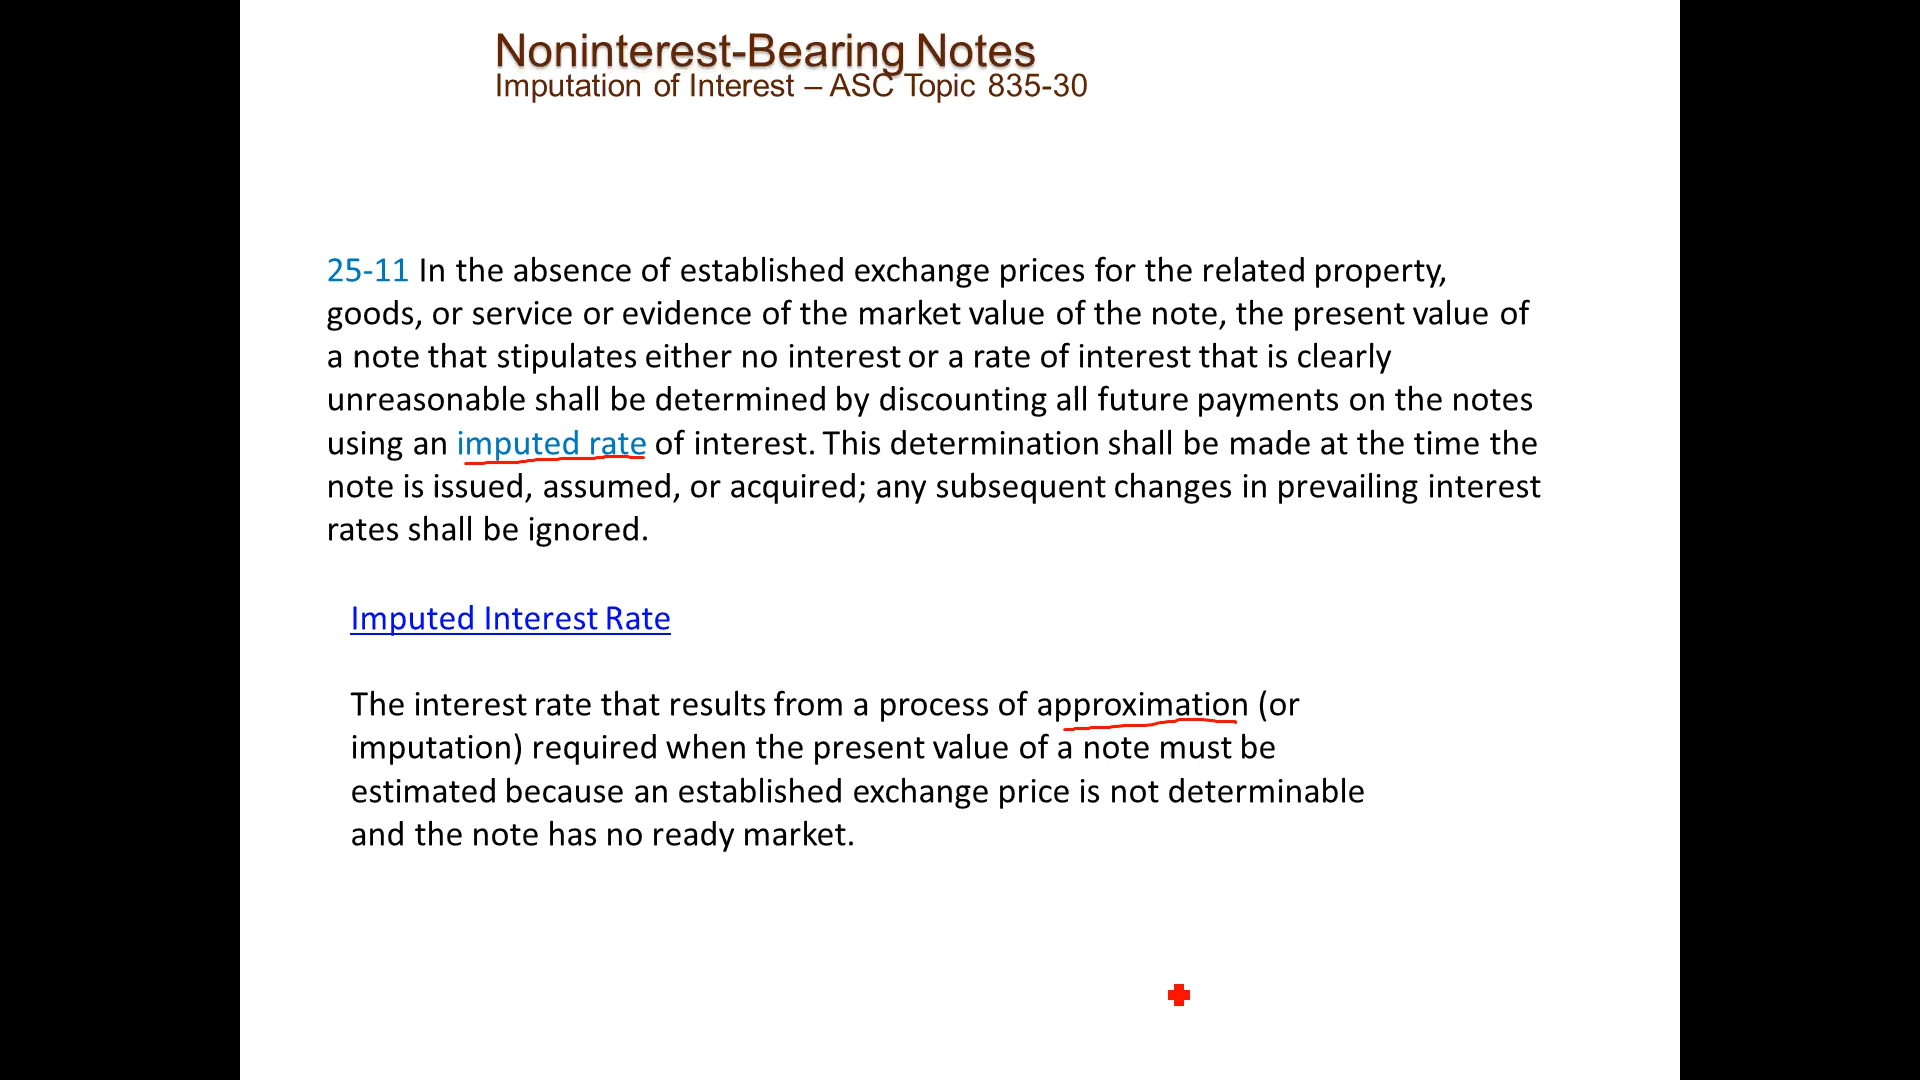 Noninterest-Bearing Notes
Imputation of Interest – ASC Topic 835-30
25-11 In the absence of established exchange prices for the related property,
goods, or service or evidence of the market value of the note, the present value of
a note that stipulates either no interest or a rate of interest that is clearly
unreasonable shall be determined by discounting all future payments on the notes
using an imputed rate of interest. This determination shall be made at the time the
note is issued, assumed, or acquired; any subsequent changes in prevailing interest
rates shall be ignored.
Imputed Interest Rate
The interest rate that results from a process of approximation (or
imputation) required when the present value of a note must be
estimated because an established exchange price is not determinable
and the note has no ready market.